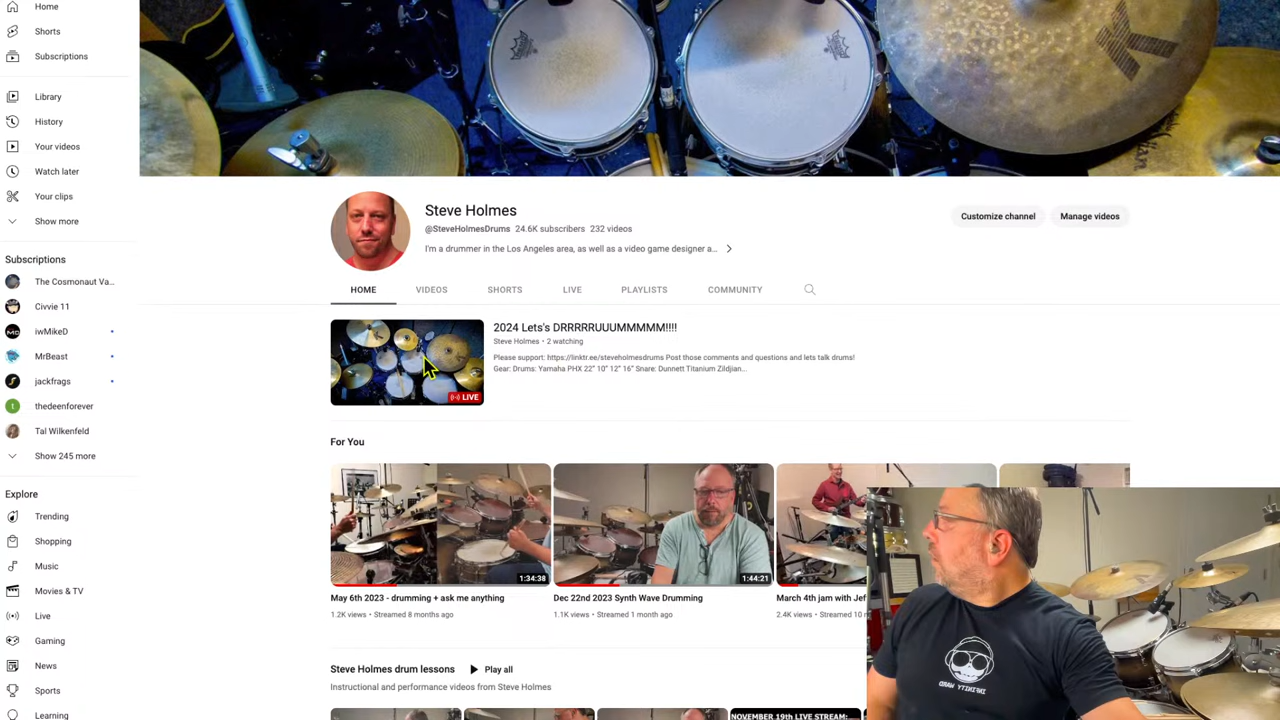 Home
Shorts
Subscriptions
Library
History
Your videos
Watch later
Your clips
Show more
Subscriptions
The Cosmonaut Va...
Civvie 11
iwMikeD
MrBeast
jackfrags
thedeenforever
Tal Wilkenfeld
Show 245 more
Explore
Trending
Shopping
Music
Movies & TV
Live
Gaming
News
Sports
Learning
K
Steve Holmes
@SteveHolmesDrums 24.6K subscribers 232 videos
I'm a drummer in the Los Angeles area, as well as a video game designer a...
Customize channel
Manage videos
HOME VIDEOS SHORTS LIVE PLAYLISTS COMMUNITY
LIVE
2024 Lets's DRRRRUUUMMMMM!!!!
Steve Holmes • 2 watching
Please support: https://linktr.ee/steveholmesdrums Post those comments and questions and lets talk drums!
Gear: Drums: Yamaha PHX 22" 10" 12" 16" Snare: Dunnett Titanium Zildjian...
For You
1:34:38
May 6th 2023 - drumming + ask me anything
1.2K views • Streamed 8 months ago
1:44:21
Dec 22nd 2023 Synth Wave Drumming
1.1K views • Streamed 1 month ago
March 4th jam with Jef
2.4K views • Streamed 10
Steve Holmes drum lessons
Play all
Instructional and performance videos from Steve Holmes
NOVEMBER 19th LIVE STREAM: